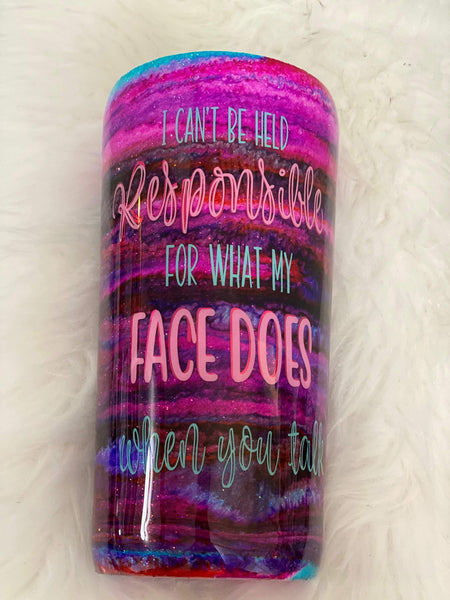 I CAN'T BE HELD
Responsible
FOR WHAT MY
FACE DOES
when you talk